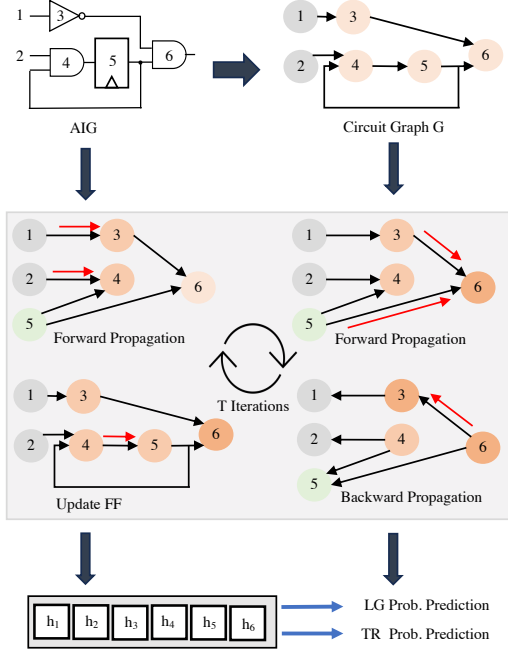 1 3
2 4 5 6
AIG
1 3
2 4 5 6
Circuit Graph G
1 3
2 4
5 6
Forward Propagation
1 3
2 4
5 6
Forward Propagation
T Iterations
1 3
2 4 5 6
Update FF
1 3
2 4
5 6
Backward Propagation
h1 h2 h3 h4 h5 h6
LG Prob. Prediction
TR Prob. Prediction